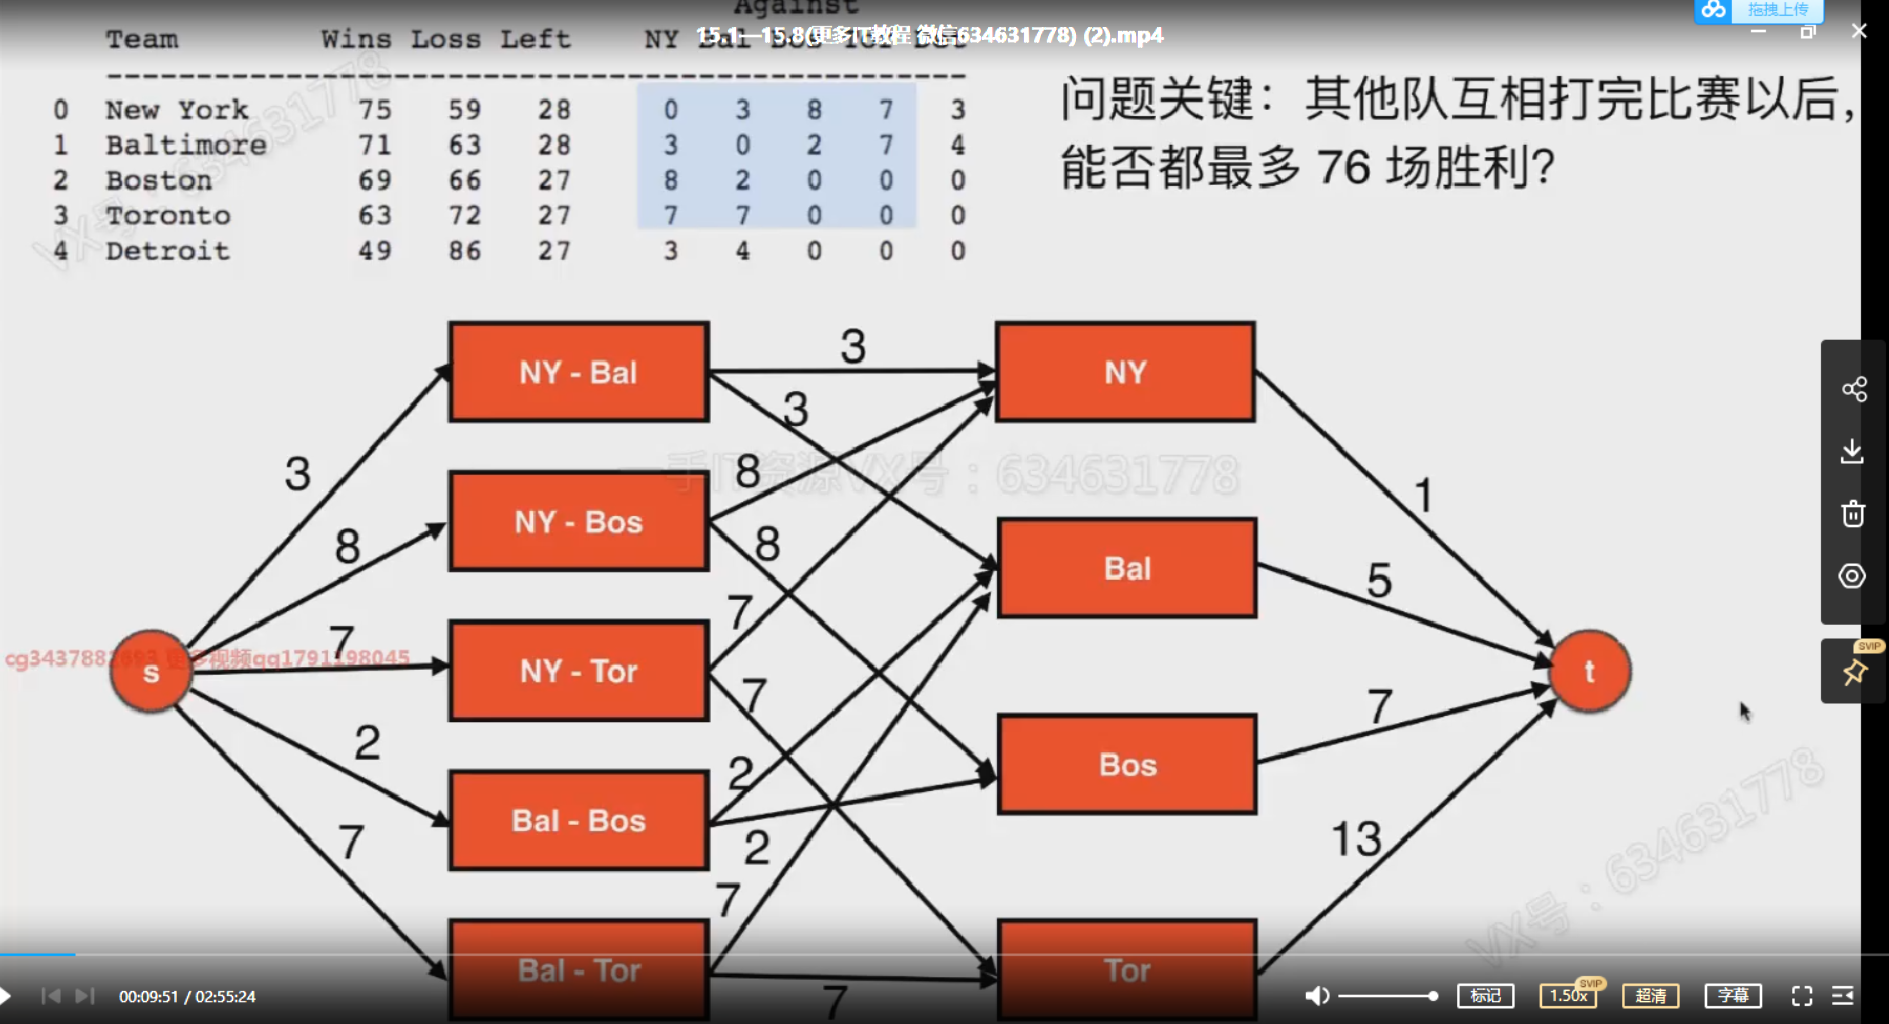 Against
拖拽上传
15.1—15.8(更多IT教程 微信634631778) (2).mp4
Team Wins Loss Left NY
0 New York 75 59 28 0 3 8 7 3
1 Baltimore 71 63 28 3 0 2 7 4
2 Boston 69 66 27 8 2 0 0 0
3 Toronto 63 72 27 7 7 0 0 0
4 Detroit 49 86 27 3 4 0 0 0
问题关键：其他队互相打完比赛以后，
能否都最多 76 场胜利？
VX号：634631778
NY - Bal
3
NY
3
3
一手IT资源 VX号：634631778
8
1
NY - Bos
8
8
Bal
5
7
7
SVIP
cg3437882693 更多视频qq1791198045
s
NY - Tor
t
7
7
2
2
Bos
Bal - Bos
2
13
7
7
VX号：634631778
Bal - Tor
Tor
7
00:09:51 / 02:55:24
标记
1.50x
SVIP
超清
字幕